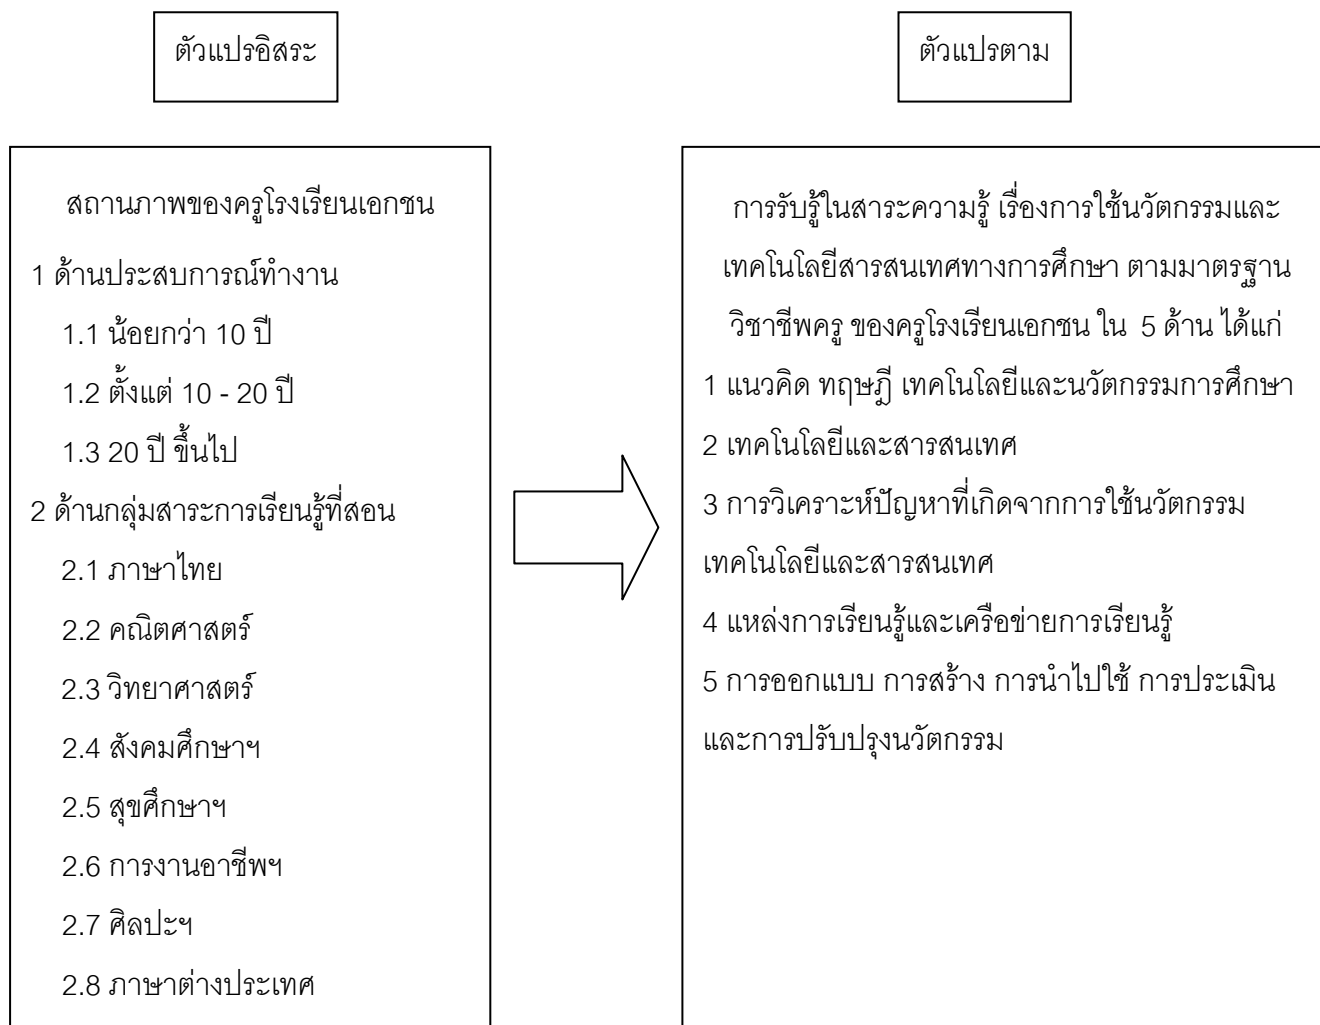 ตัวแปรอิสระ
ตัวแปรตาม
สถานภาพของครูโรงเรียนเอกชน
1 ด้านประสบการณ์ทำงาน
1.1 น้อยกว่า 10 ปี
1.2 ตั้งแต่ 10 - 20 ปี
1.3 20 ปี ขึ้นไป
2 ด้านกลุ่มสาระการเรียนรู้ที่สอน
2.1 ภาษาไทย
2.2 คณิตศาสตร์
2.3 วิทยาศาสตร์
2.4 สังคมศึกษาฯ
2.5 สุขศึกษาฯ
2.6 การงานอาชีพฯ
2.7 ศิลปะฯ
2.8 ภาษาต่างประเทศ
การรับรู้ในสาระความรู้ เรื่องการใช้นวัตกรรมและ
เทคโนโลยีสารสนเทศทางการศึกษา ตามมาตรฐาน
วิชาชีพครู ของครูโรงเรียนเอกชน ใน 5 ด้าน ได้แก่
1 แนวคิด ทฤษฎี เทคโนโลยีและนวัตกรรมการศึกษา
2 เทคโนโลยีและสารสนเทศ
3 การวิเคราะห์ปัญหาที่เกิดจากการใช้นวัตกรรม
เทคโนโลยีและสารสนเทศ
4 แหล่งการเรียนรู้และเครือข่ายการเรียนรู้
5 การออกแบบ การสร้าง การนำไปใช้ การประเมิน
และการปรับปรุงนวัตกรรม